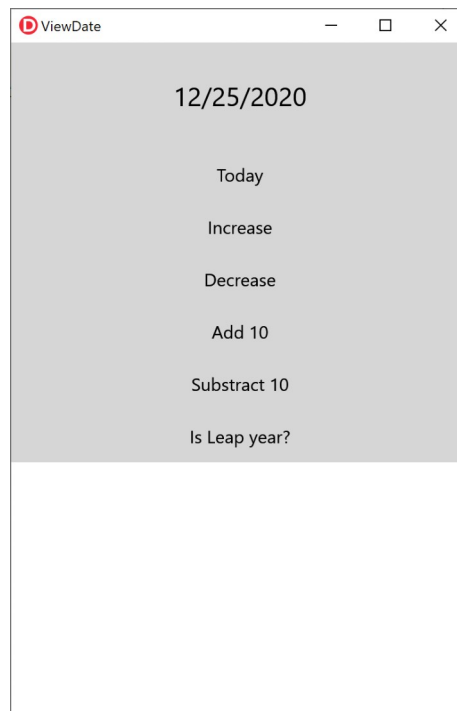 D ViewDate
12/25/2020
Today
Increase
Decrease
Add 10
Substract 10
Is Leap year?